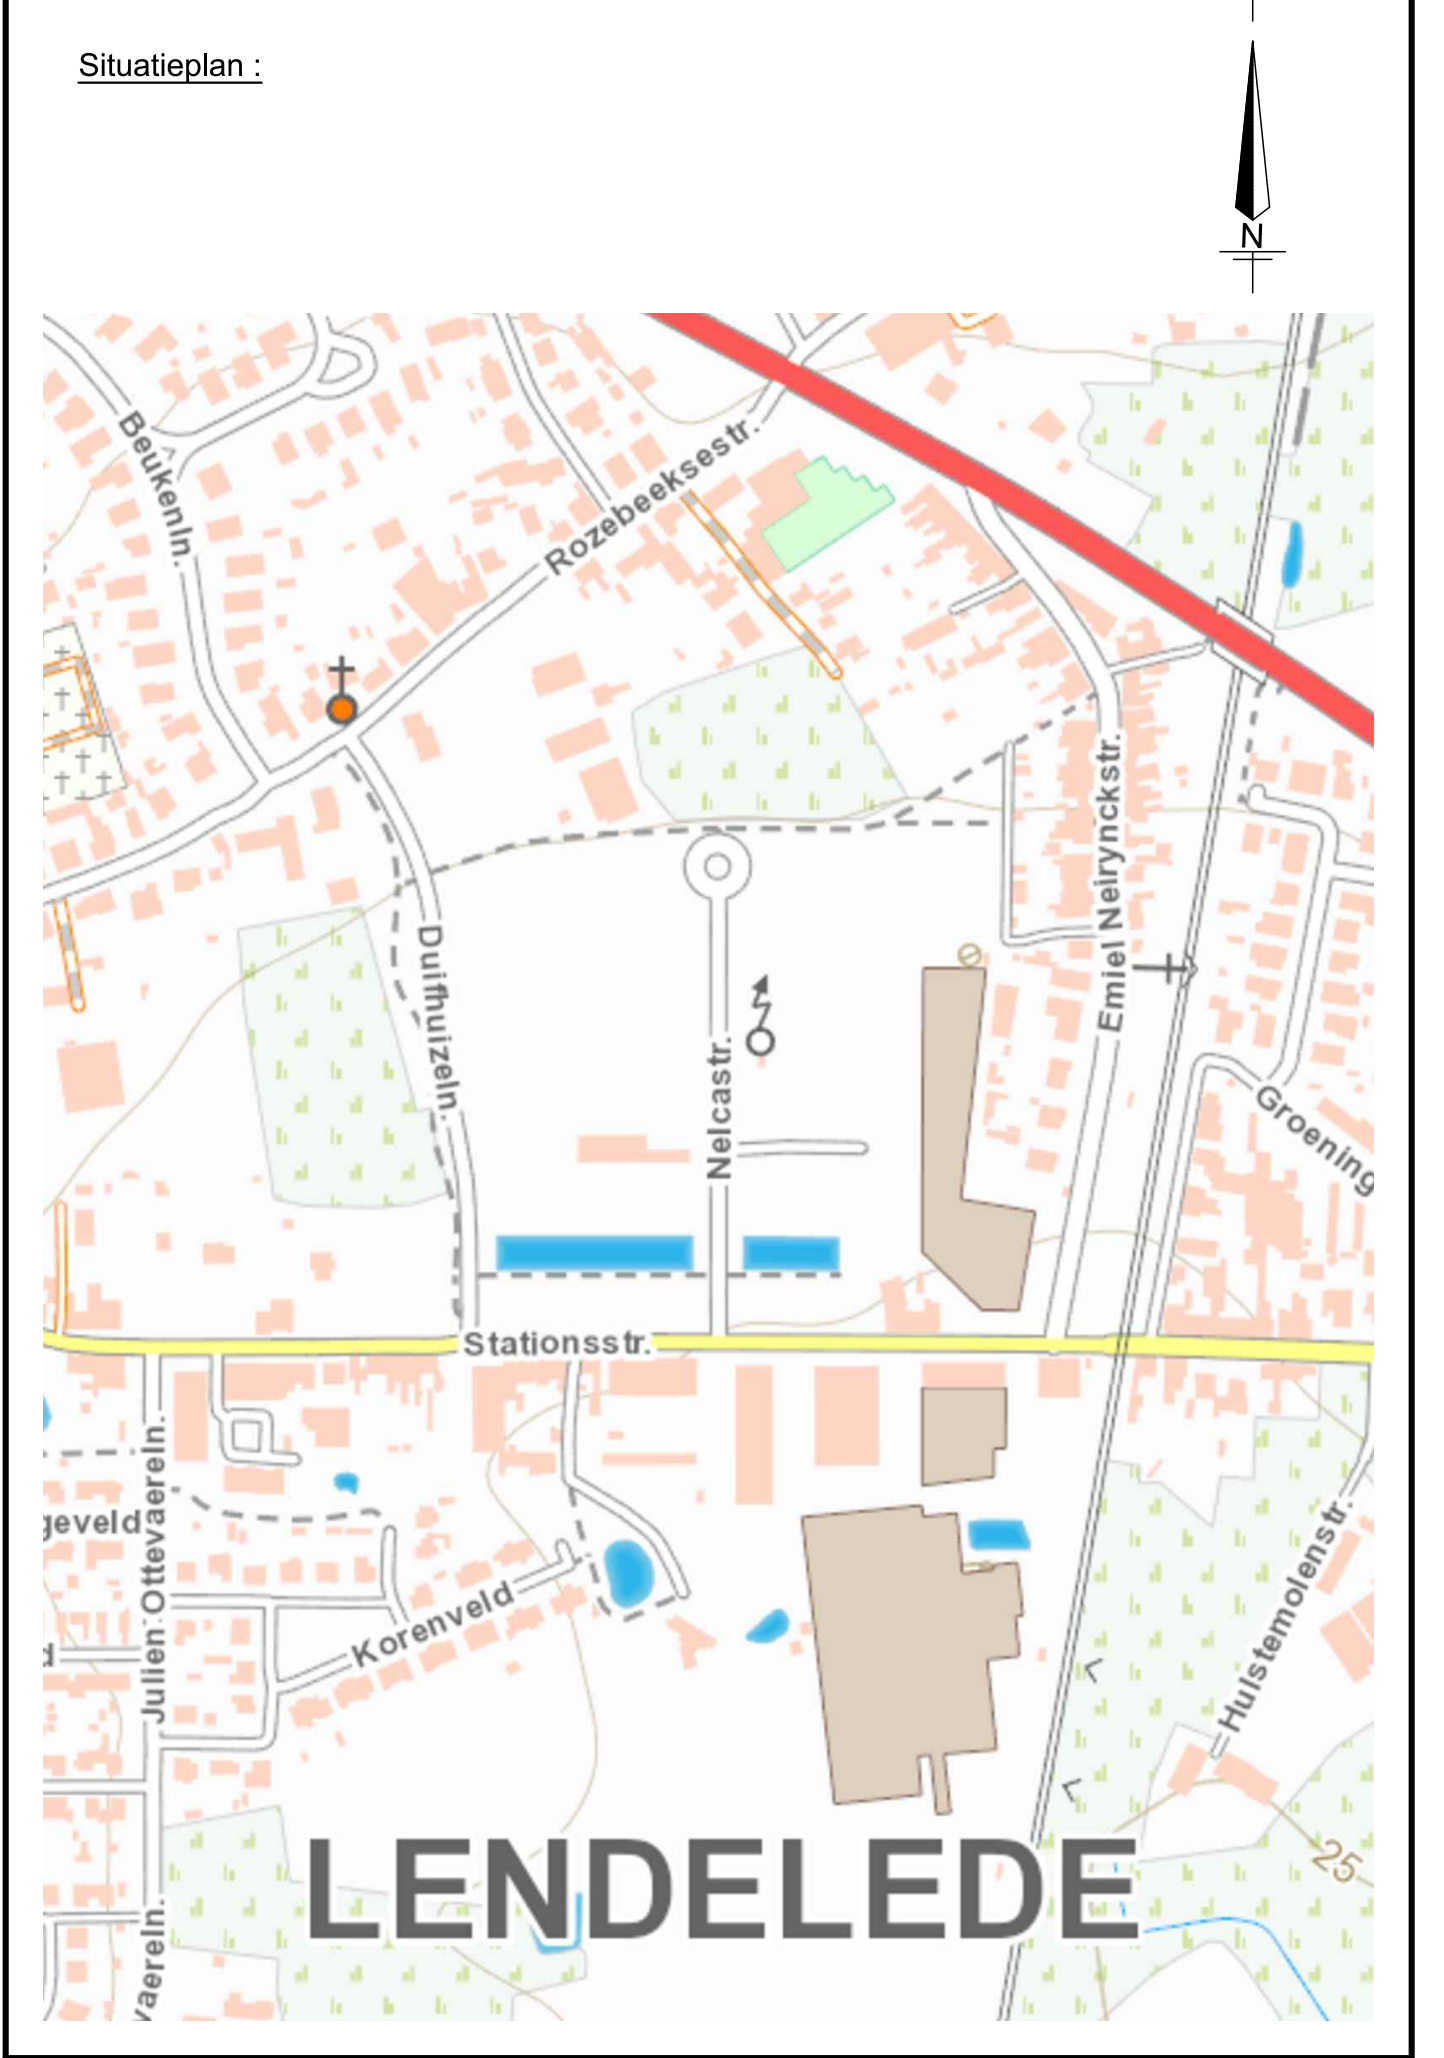 Situatieplan :
N
Beukenln.
Rozebeeksestr.
Emiel Neirynckstr.
Duifhuizeln.
Nelcastr.
Groening
Stationsstr.
geveld
Julien Ottevaereln.
Korenveld
Hulstemolenstr.
d
LENDELEDE
25
vaereln.